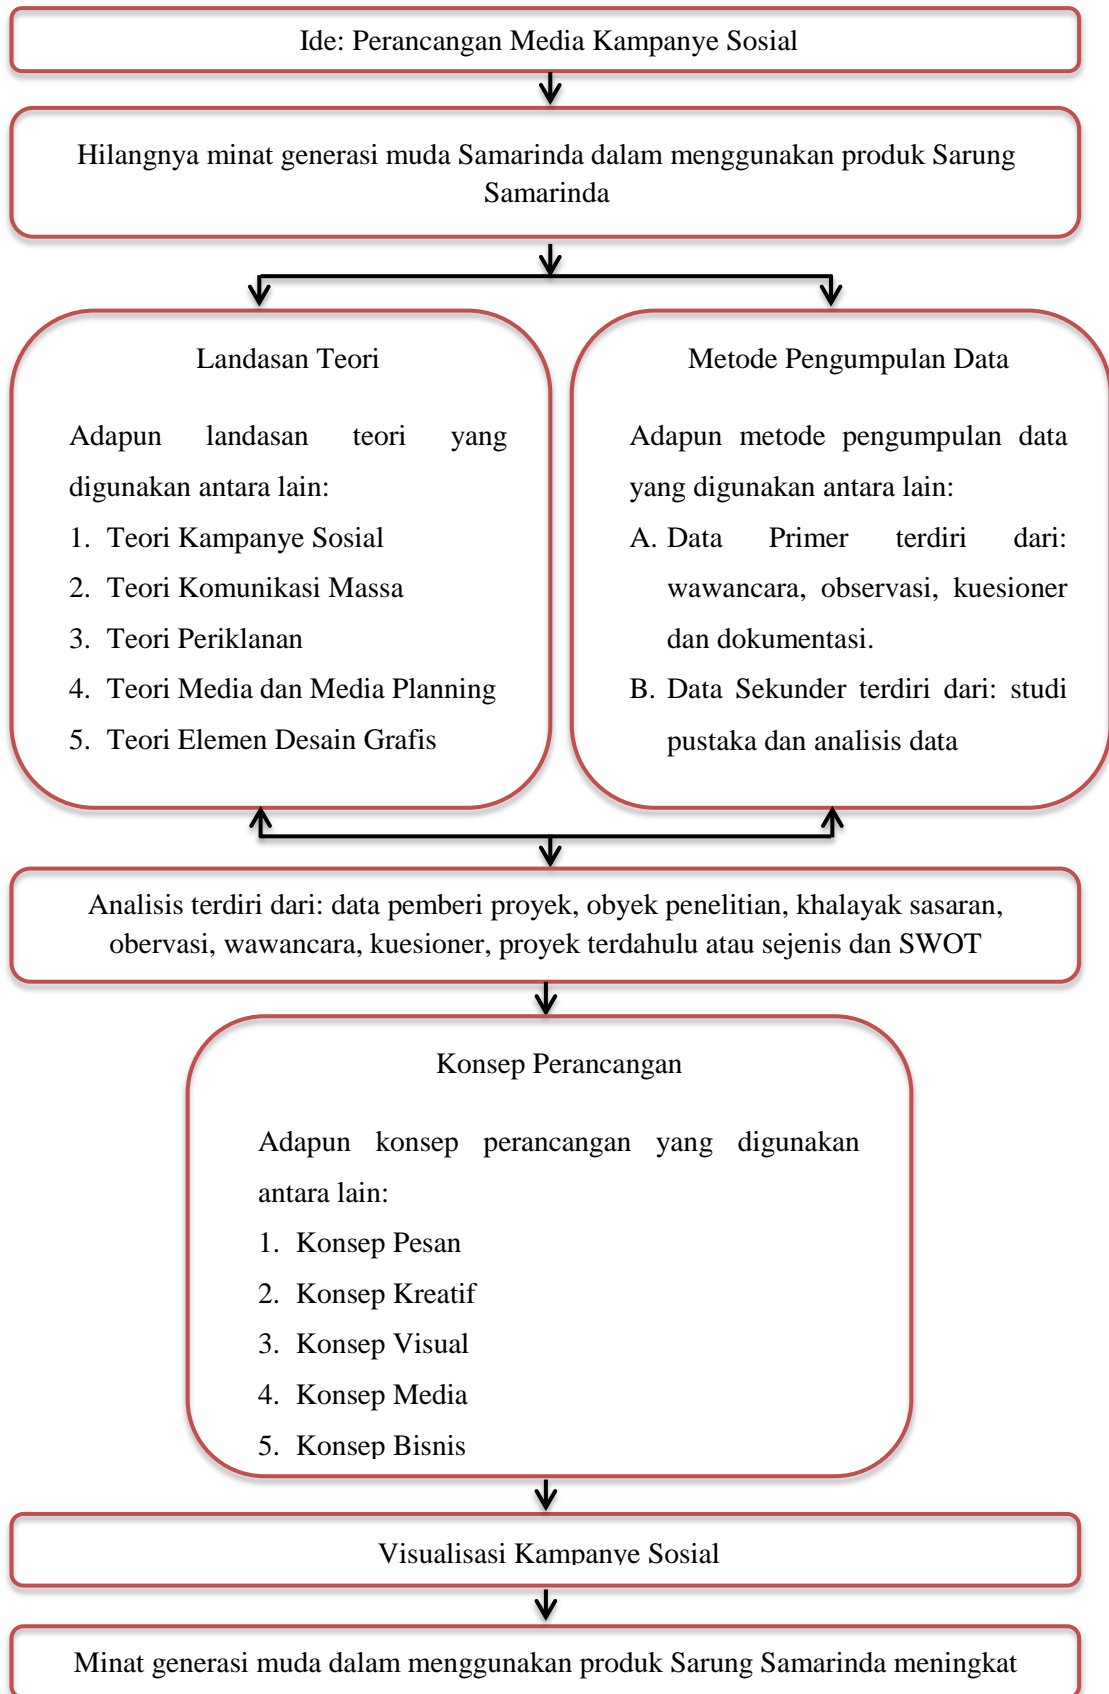 Ide: Perancangan Media Kampanye Sosial
Hilangnya minat generasi muda Samarinda dalam menggunakan produk Sarung
Samarinda
Landasan Teori
Adapun landasan teori yang
digunakan antara lain:
1. Teori Kampanye Sosial
2. Teori Komunikasi Massa
3. Teori Periklanan
4. Teori Media dan Media Planning
5. Teori Elemen Desain Grafis
Metode Pengumpulan Data
Adapun metode pengumpulan data
yang digunakan antara lain:
A. Data Primer terdiri dari:
wawancara, observasi, kuesioner
dan dokumentasi.
B. Data Sekunder terdiri dari: studi
pustaka dan analisis data
Analisis terdiri dari: data pemberi proyek, obyek penelitian, khalayak sasaran,
obervasi, wawancara, kuesioner, proyek terdahulu atau sejenis dan SWOT
Konsep Perancangan
Adapun konsep perancangan yang digunakan
antara lain:
1. Konsep Pesan
2. Konsep Kreatif
3. Konsep Visual
4. Konsep Media
5. Konsep Bisnis
Visualisasi Kampanye Sosial
Minat generasi muda dalam menggunakan produk Sarung Samarinda meningkat